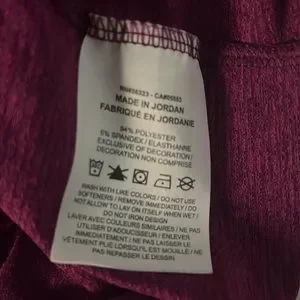 MADE IN JORDAN
FABRIQUÉ EN JORDANIE
94% POLYESTER
6% SPANDEX / ELASTHANNE
EXCLUSIVE OF DECORATION /
DECORATION NON COMPRISE
WASH WITH LIKE COLORS / DO NOT USE
SOFTENERS / REMOVE IMMEDIATELY / DO
NOT ALLOW TO LAY ON ITSELF WHEN WET /
DO NOT IRON DESIGN
LAVER AVEC COULEURS SIMILAIRES / NE PAS
UTILISER D'ADOUCISSEUR / ENLEVER
IMMÉDIATEMENT / NE PAS LAISSER LE
VÊTEMENT PLIÉ LORSQU'IL EST MOUILLÉ / NE
PAS REPASSER LE DESSIN